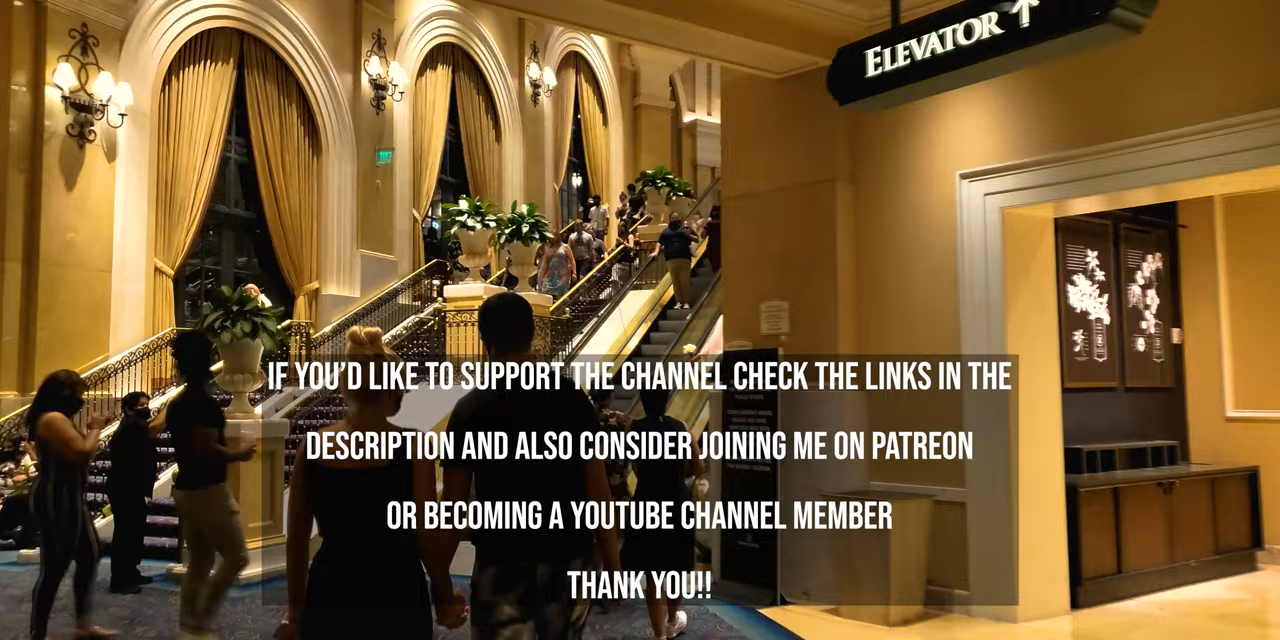 ELEVATOR ↑
IF YOU'D LIKE TO SUPPORT THE CHANNEL CHECK THE LINKS IN THE
DESCRIPTION AND ALSO CONSIDER JOINING ME ON PATREON
OR BECOMING A YOUTUBE CHANNEL MEMBER
THANK YOU!!